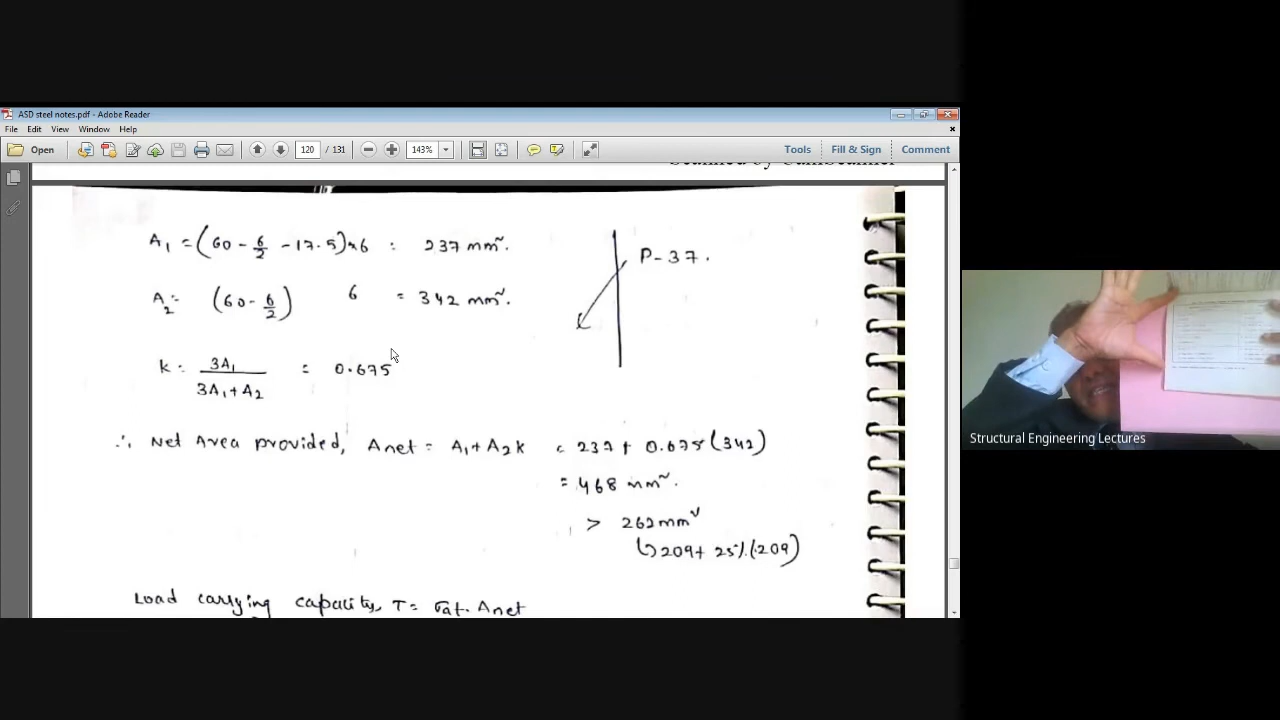 ASD steel notes.pdf - Adobe Reader
File Edit View Window Help
Open 120 / 131 143% Tools Fill & Sign Comment
A₁ = (60 - 6/2 - 17.5)×6 = 237 mm².
P-37.
A₂ = (60 - 6/2) 6 = 342 mm².
k = 3A₁ / 3A₁+A₂ = 0.675
∴ Net Area provided, Anet = A₁+A₂k = 237 + 0.675(342)
= 468 mm².
> 262mm²
↳ 209 + 25%(209)
Load carrying capacity, T = σat. Anet
Structural Engineering Lectures